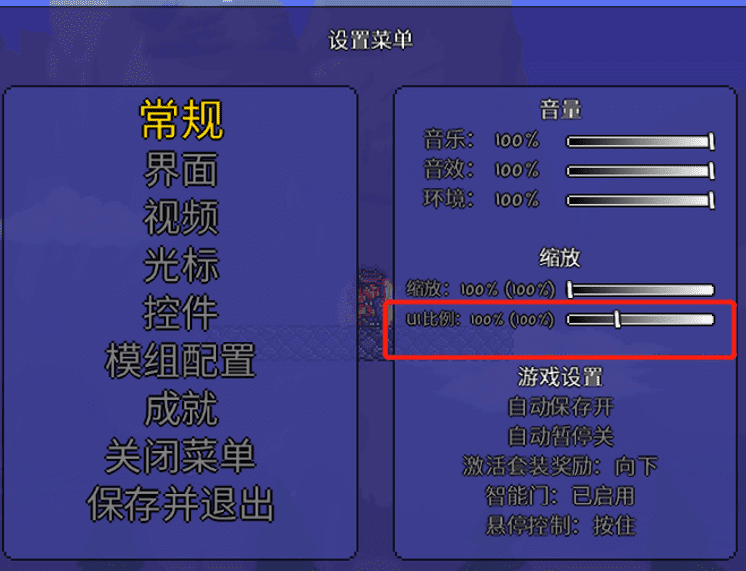 设置菜单
常规
界面
视频
光标
控件
模组配置
成就
关闭菜单
保存并退出
音量
音乐： 100%
音效： 100%
环境： 100%
缩放
缩放：100% (100%)
UI比例：100% (100%)
游戏设置
自动保存开
自动暂停关
激活套装奖励：向下
智能门：已启用
悬停控制：按住